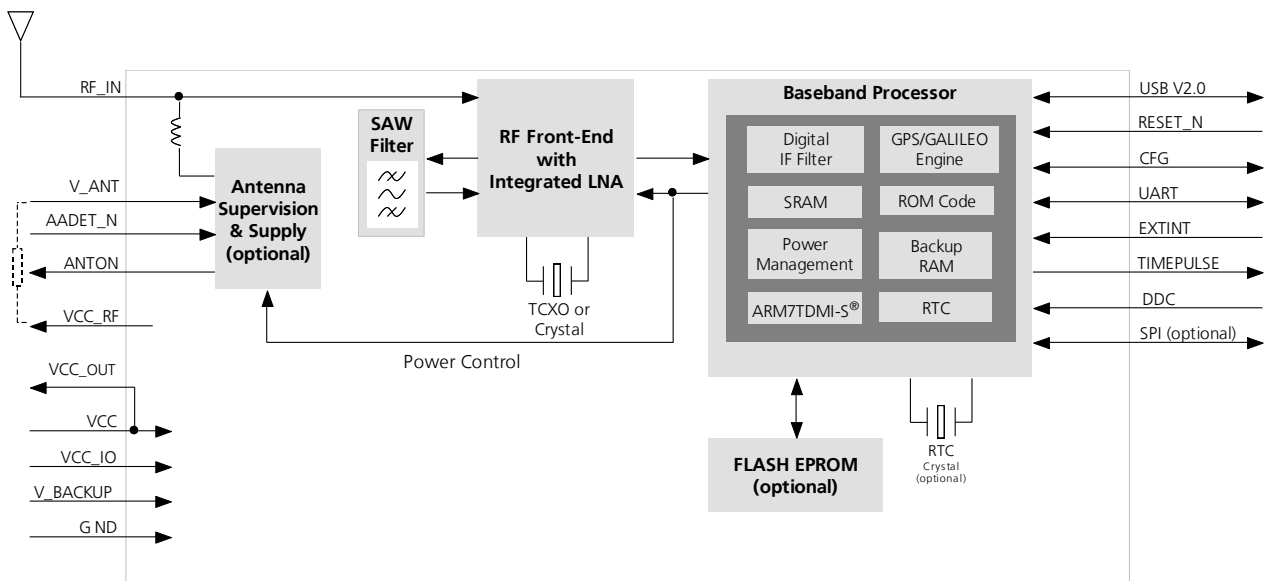 RF_IN
V_ANT
AADET_N
ANTON
VCC_RF
VCC_OUT
VCC
VCC_IO
V_BACKUP
G ND
Antenna
Supervision
& Supply
(optional)
SAW
Filter
RF Front-End
with
Integrated LNA
TCXO or
Crystal
Power Control
Baseband Processor
Digital
IF Filter
GPS/GALILEO
Engine
SRAM
ROM Code
Power
Management
Backup
RAM
ARM7TDMI-S®
RTC
FLASH EPROM
(optional)
RTC
Crystal
(optional)
USB V2.0
RESET_N
CFG
UART
EXTINT
TIMEPULSE
DDC
SPI (optional)